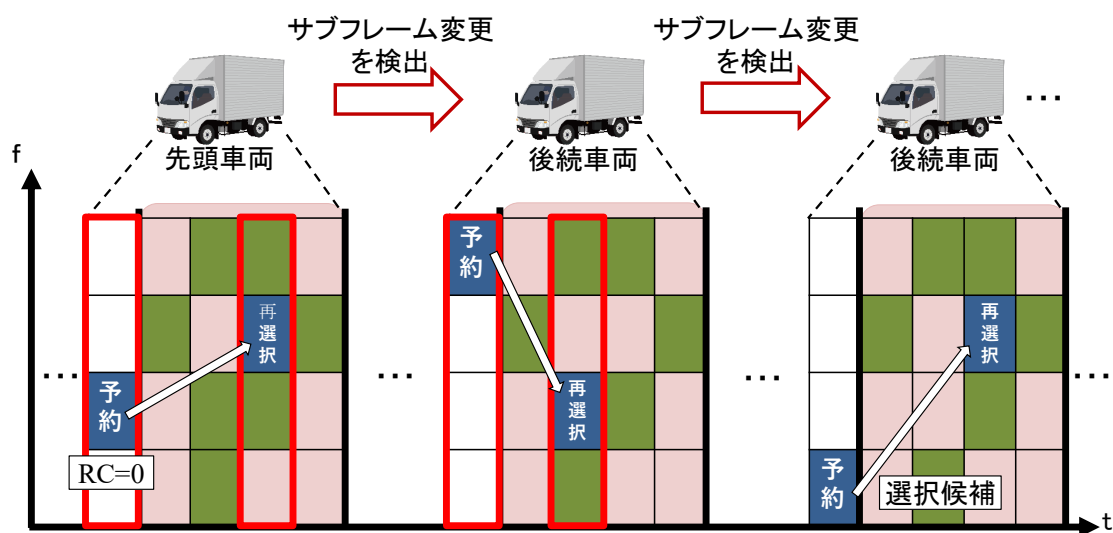 サブフレーム変更
を検出
サブフレーム変更
を検出
…
先頭車両
後続車両
後続車両
f
予
約
再
選
択
…
予
約
RC=0
…
再
選
択
…
再
選
択
…
予
約
選択候補
t